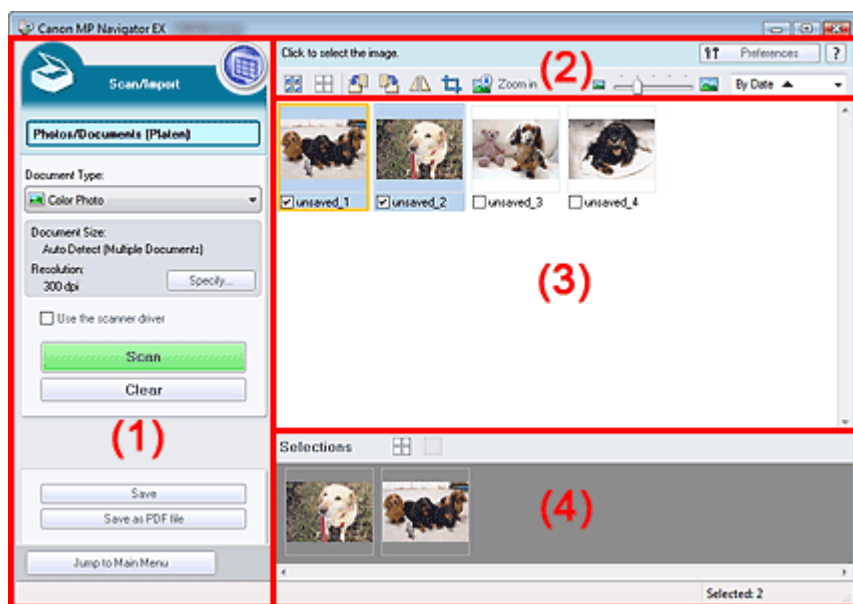 Canon MP Navigator EX
Scan/Import
Photos/Documents (Platen)
Document Type:
Color Photo
Document Size:
Auto Detect (Multiple Documents)
Resolution:
300 dpi
Specify...
Use the scanner driver
Scan
Clear
(1)
Save
Save as PDF file
Jump to Main Menu
Click to select the image.
Preferences
?
Zoom in
(2)
By Date
unsaved_1
unsaved_2
unsaved_3
unsaved_4
(3)
Selections
(4)
Selected: 2